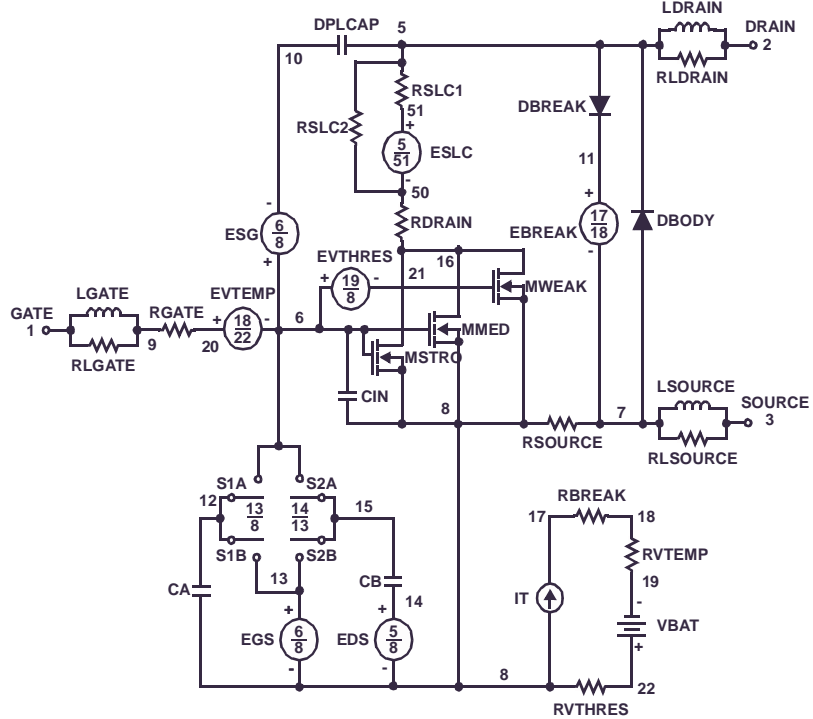 LDRAIN
DPLCAP
5
DRAIN
2
10
RLDRAIN
RSLC1
51
DBREAK
RSLC2
+
5
51
ESLC
-
11
50
-
+
RDRAIN
ESG
6
8
EBREAK
17
18
DBODY
+
EVTHRES
16
-
21
+
19
8
-
MWEAK
LGATE
EVTEMP
GATE
1
RGATE
+
18
22
-
6
MMED
9
20
MSTRO
RLGATE
LSOURCE
CIN
8
7
SOURCE
3
RSOURCE
RLSOURCE
S1A
S2A
12
13
8
14
13
15
RBREAK
17
18
S1B
S2B
RVTEMP
13
CB
19
CA
14
IT
-
+
+
VBAT
EGS
6
8
EDS
5
8
+
-
-
8
22
RVTHRES